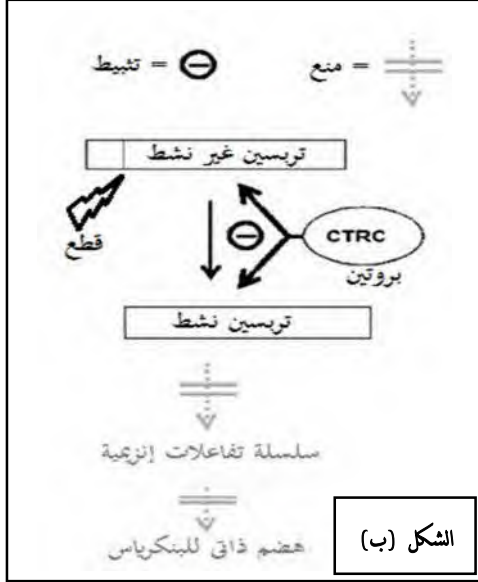 ⊖ = تثبيط
= منع
تربسين غير نشط
قطع
⊖
CTRC
بروتين
تربسين نشط
سلسلة تفاعلات إنزيمية
هضم ذاتي للبنكرياس
الشكل (ب)